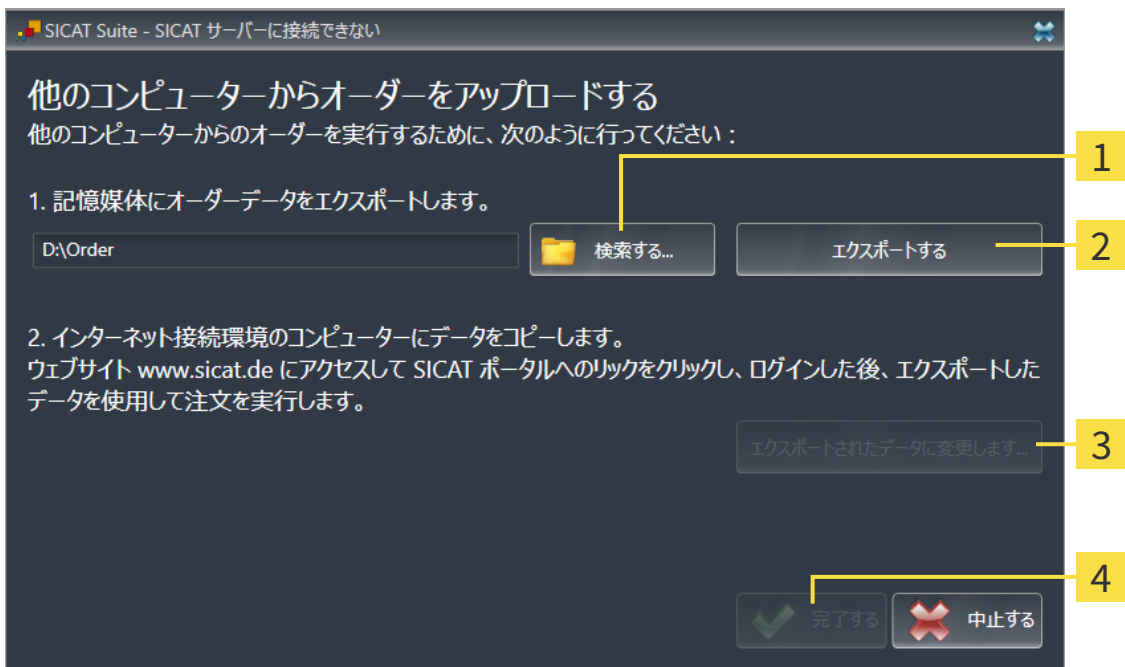 SICAT Suite - SICAT サーバーに接続できない
他のコンピューターからオーダーをアップロードする
他のコンピューターからのオーダーを実行するために、次のように行ってください：
1
1. 記憶媒体にオーダーデータをエクスポートします。
D:\Order
検索する...
エクスポートする
2
2. インターネット接続環境のコンピューターにデータをコピーします。
ウェブサイト www.sicat.de にアクセスして SICAT ポータルへのリックをクリックし、ログインした後、エクスポートした
データを使用して注文を実行します。
エクスポートされたデータに変更します...
3
4
完了する
中止する